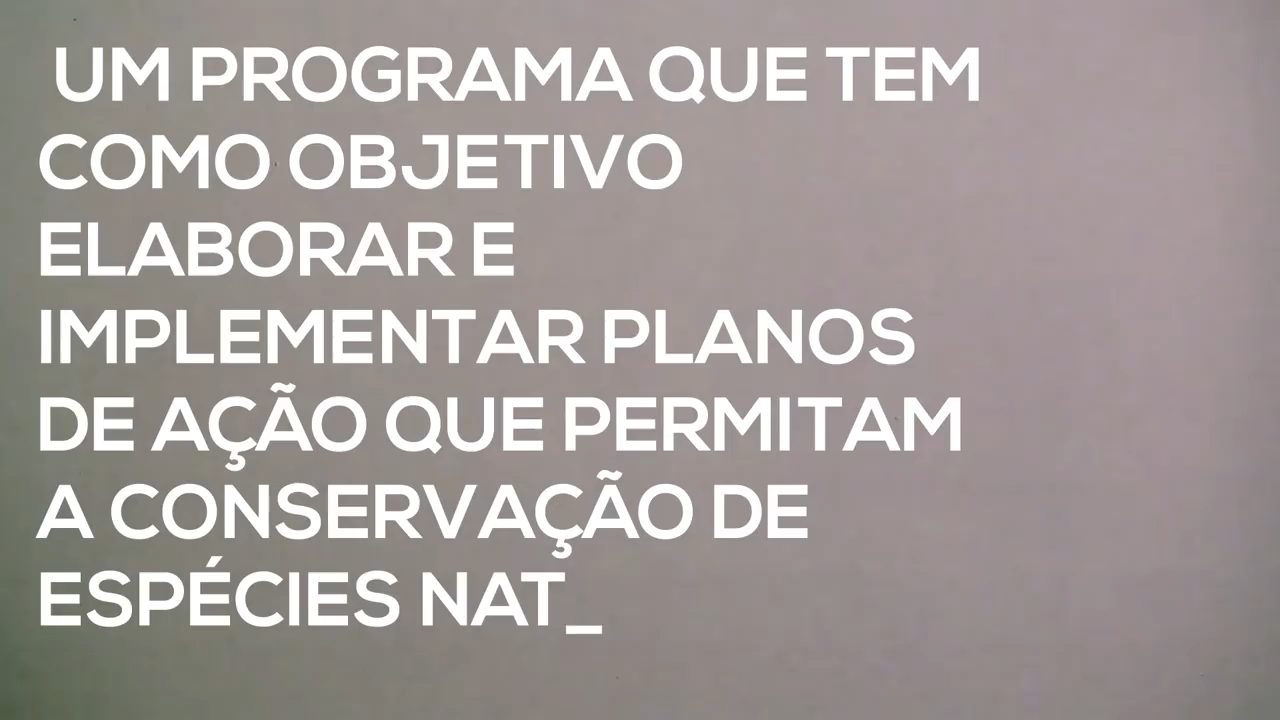 UM PROGRAMA QUE TEM
COMO OBJETIVO
ELABORAR E
IMPLEMENTAR PLANOS
DE AÇÃO QUE PERMITAM
A CONSERVAÇÃO DE
ESPÉCIES NAT_